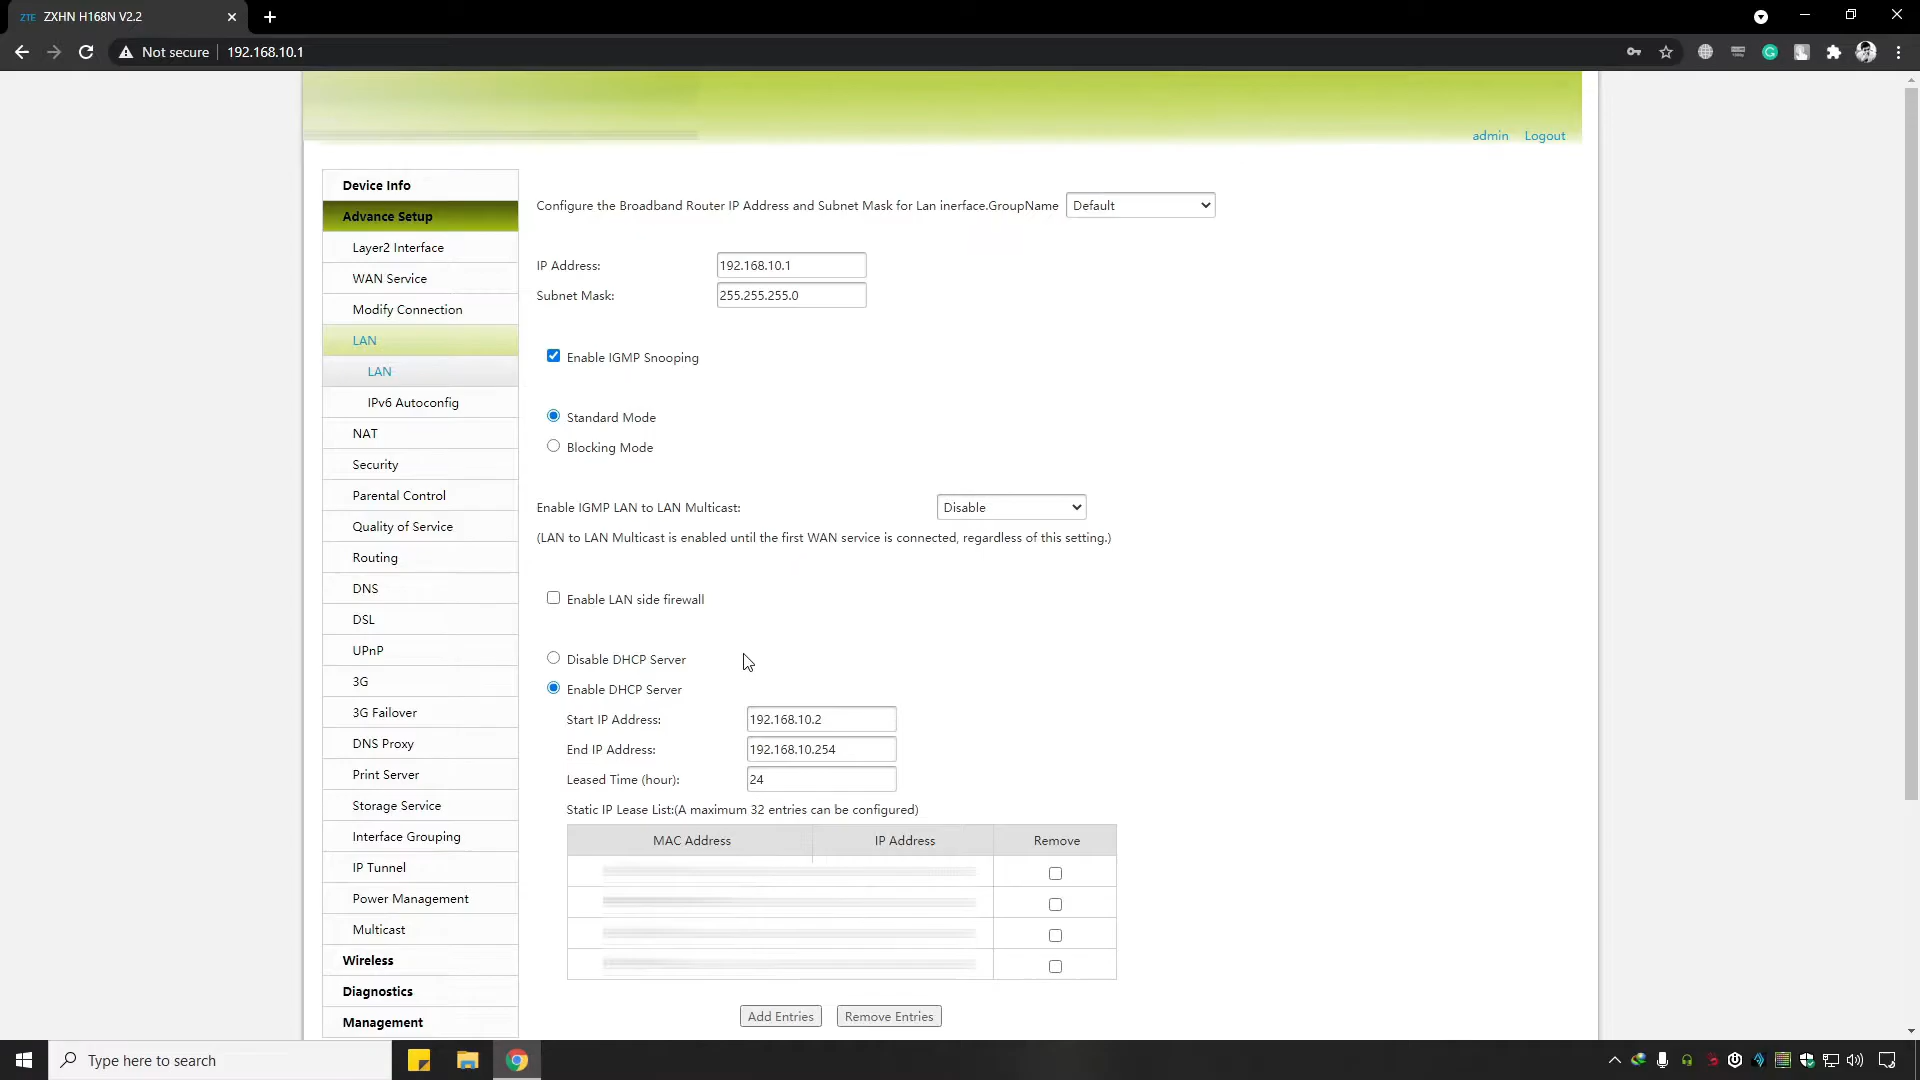 ZTE ZXHN H168N V2.2
Not secure 192.168.10.1
admin Logout
Device Info
Advance Setup
Layer2 Interface
WAN Service
Modify Connection
LAN
LAN
IPv6 Autoconfig
NAT
Security
Parental Control
Quality of Service
Routing
DNS
DSL
UPnP
3G
3G Failover
DNS Proxy
Print Server
Storage Service
Interface Grouping
IP Tunnel
Power Management
Multicast
Wireless
Diagnostics
Management
Configure the Broadband Router IP Address and Subnet Mask for Lan inerface.GroupName Default
IP Address: 192.168.10.1
Subnet Mask: 255.255.255.0
Enable IGMP Snooping
Standard Mode
Blocking Mode
Enable IGMP LAN to LAN Multicast: Disable
(LAN to LAN Multicast is enabled until the first WAN service is connected, regardless of this setting.)
Enable LAN side firewall
Disable DHCP Server
Enable DHCP Server
Start IP Address: 192.168.10.2
End IP Address: 192.168.10.254
Leased Time (hour): 24
Static IP Lease List:(A maximum 32 entries can be configured)
MAC Address IP Address Remove
Add Entries Remove Entries
Type here to search